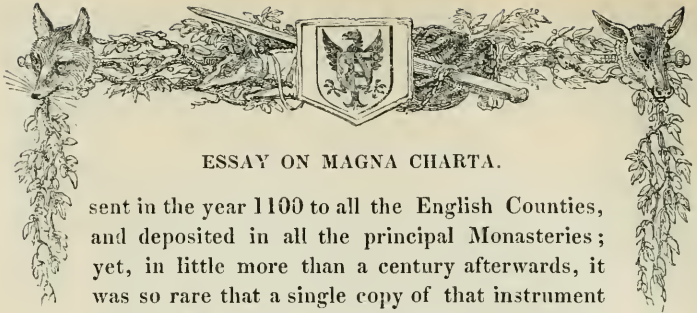 ESSAY ON MAGNA CHARTA.
sent in the year 1100 to all the English Counties,
and deposited in all the principal Monasteries;
yet, in little more than a century afterwards, it
was so rare that a single copy of that instrument